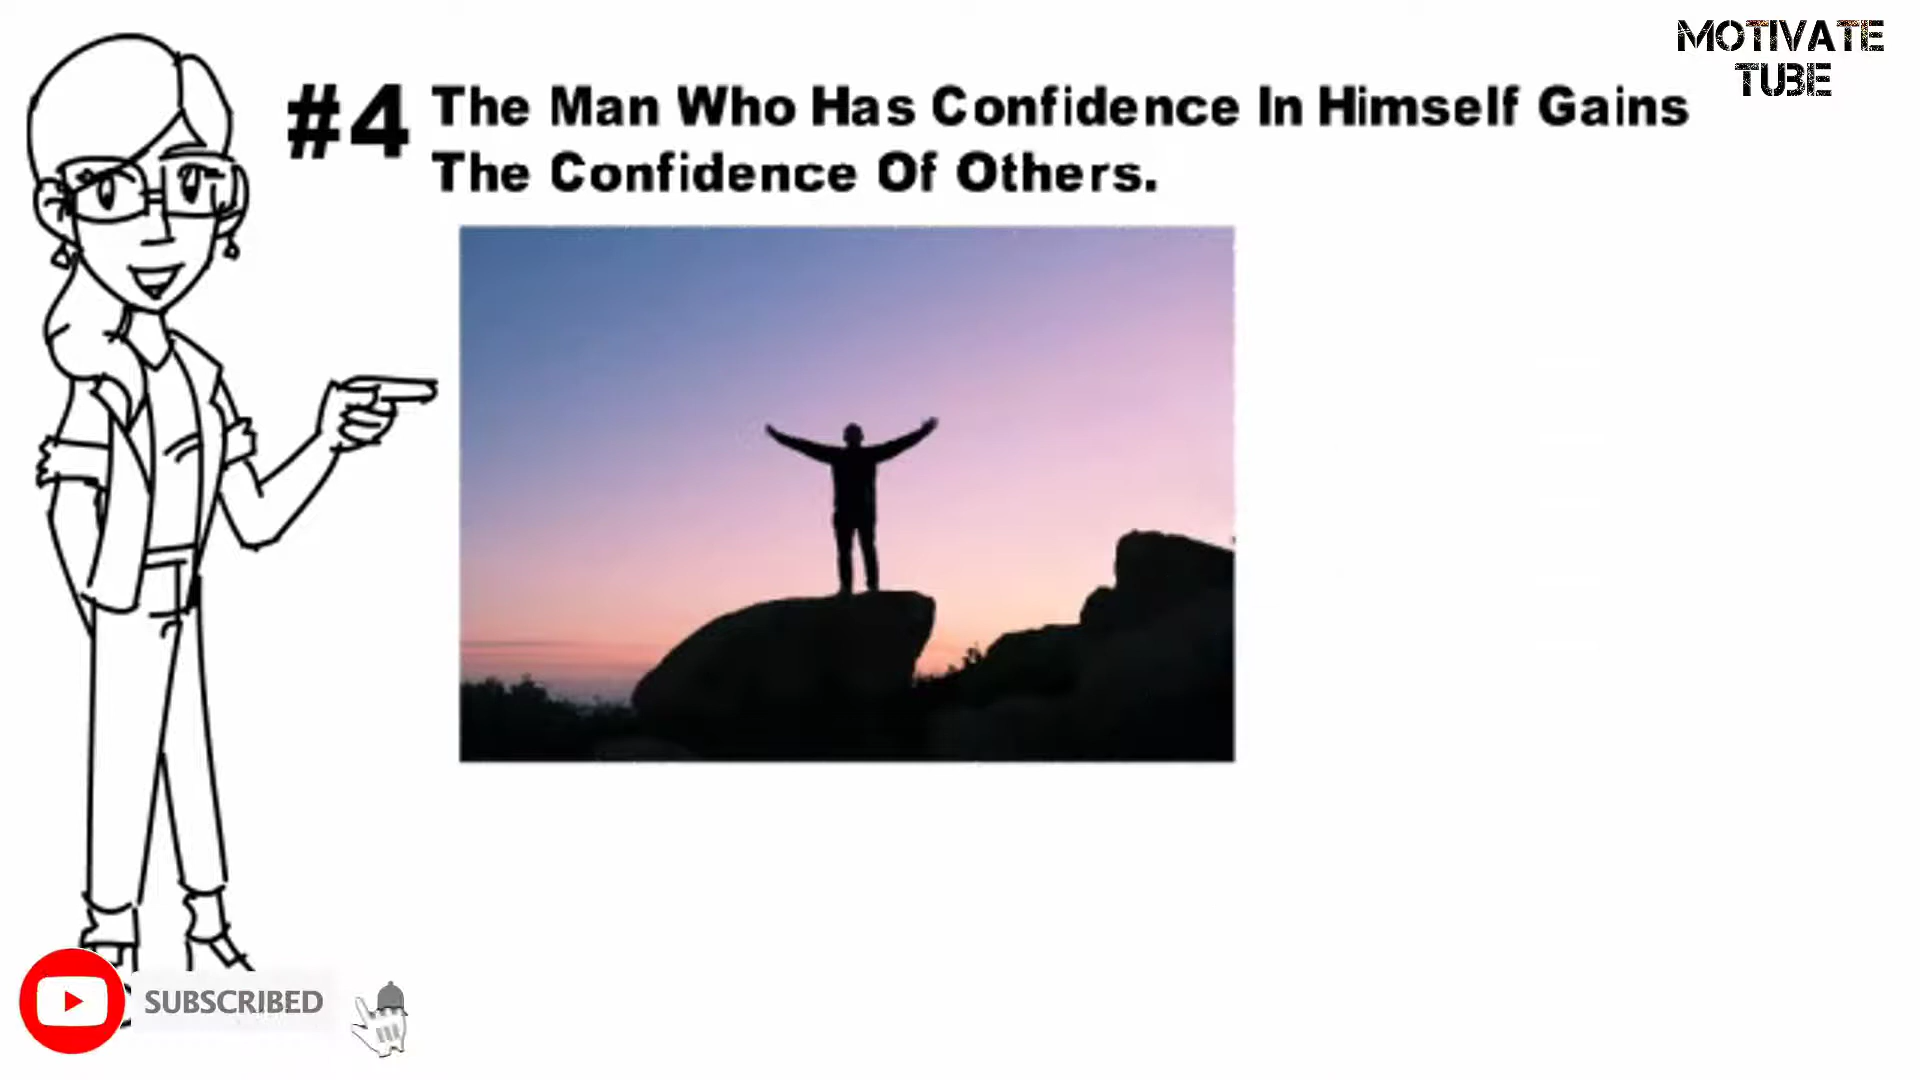 MOTIVATE
TUBE
#4 The Man Who Has Confidence In Himself Gains
The Confidence Of Others.
SUBSCRIBED